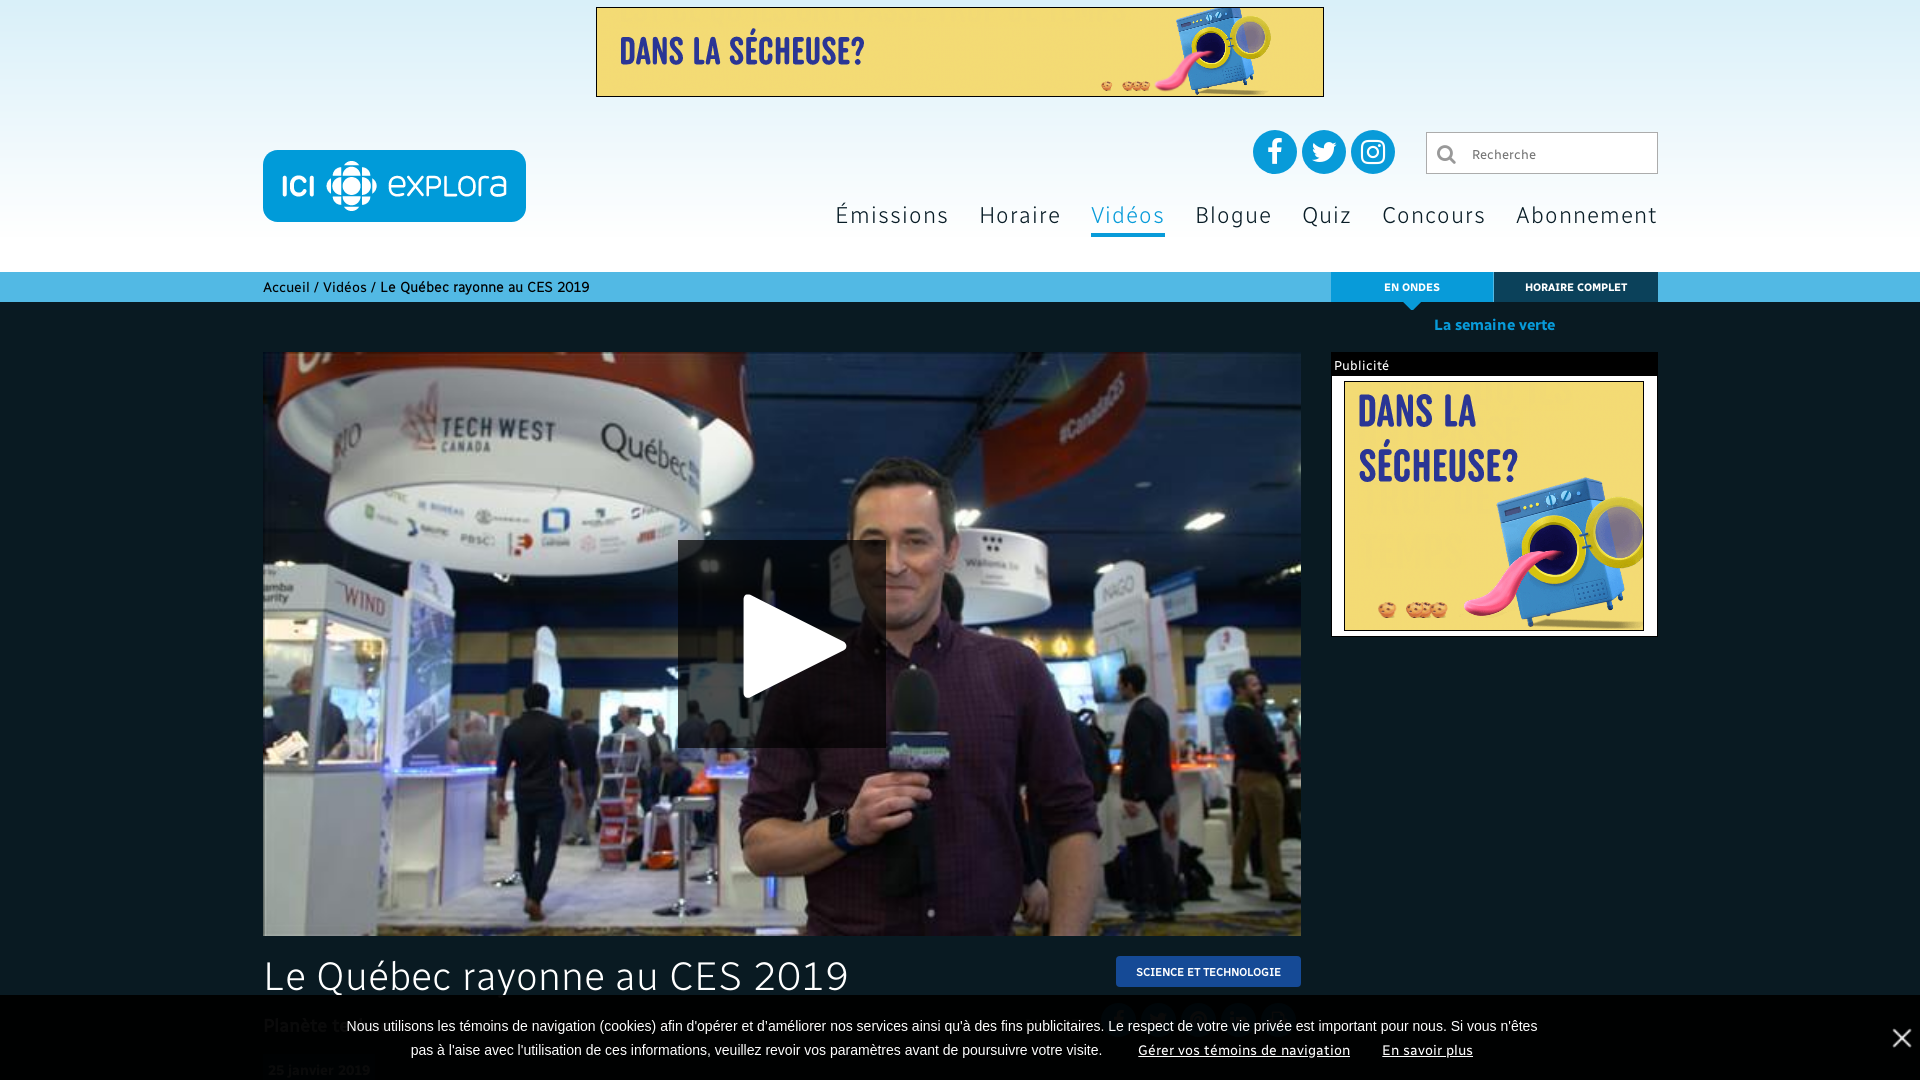 DANS LA SÉCHEUSE?
ICI explora
Recherche
Émissions Horaire Vidéos Blogue Quiz Concours Abonnement
Accueil / Vidéos / Le Québec rayonne au CES 2019
EN ONDES
HORAIRE COMPLET
La semaine verte
Publicité
DANS LA
SÉCHEUSE?
TECH WEST
CANADA
Québec
#CanadaCES
WIND
Le Québec rayonne au CES 2019
SCIENCE ET TECHNOLOGIE
Nous utilisons les témoins de navigation (cookies) afin d'opérer et d’améliorer nos services ainsi qu'à des fins publicitaires. Le respect de votre vie privée est important pour nous. Si vous n'êtes
pas à l'aise avec l'utilisation de ces informations, veuillez revoir vos paramètres avant de poursuivre votre visite. Gérer vos témoins de navigation En savoir plus
25 janvier 2019